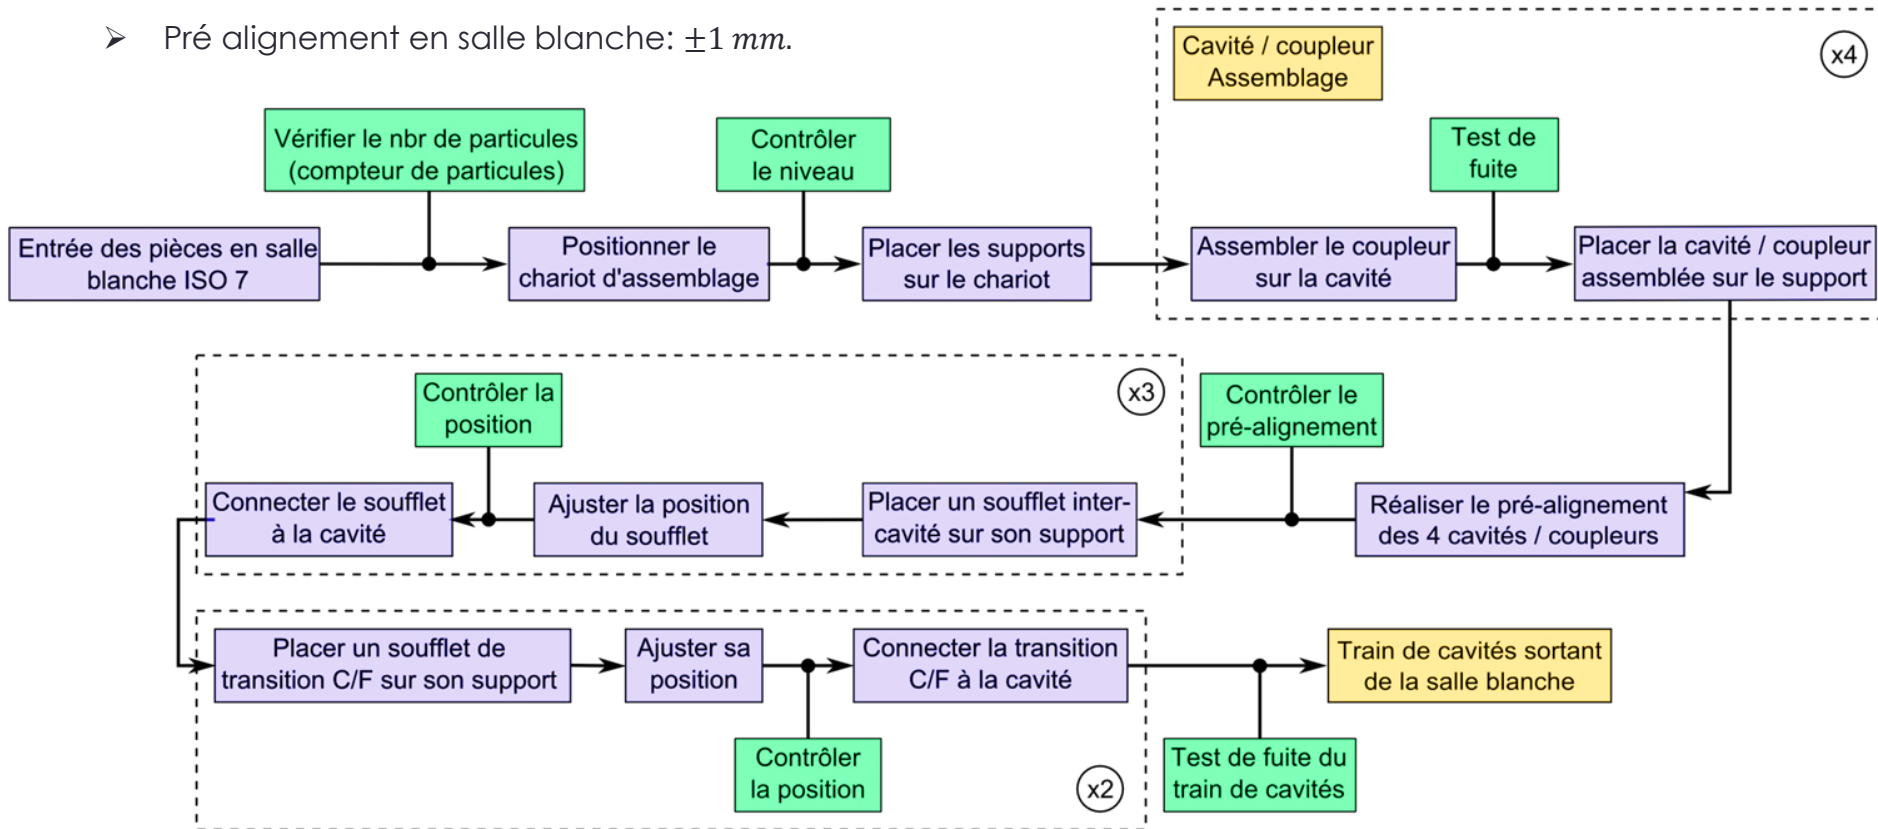 ➢ Pré alignement en salle blanche: ±1 mm.
Cavité / coupleur
Assemblage
x4
Vérifier le nbr de particules
(compteur de particules)
Contrôler
le niveau
Test de
fuite
Entrée des pièces en salle
blanche ISO 7
Positionner le
chariot d'assemblage
Placer les supports
sur le chariot
Assembler le coupleur
sur la cavité
Placer la cavité / coupleur
assemblée sur le support
Contrôler la
position
x3
Contrôler le
pré-alignement
Connecter le soufflet
à la cavité
Ajuster la position
du soufflet
Placer un soufflet inter-
cavité sur son support
Réaliser le pré-alignement
des 4 cavités / coupleurs
Placer un soufflet de
transition C/F sur son support
Ajuster sa
position
Connecter la transition
C/F à la cavité
Train de cavités sortant
de la salle blanche
Contrôler
la position
x2
Test de fuite du
train de cavités